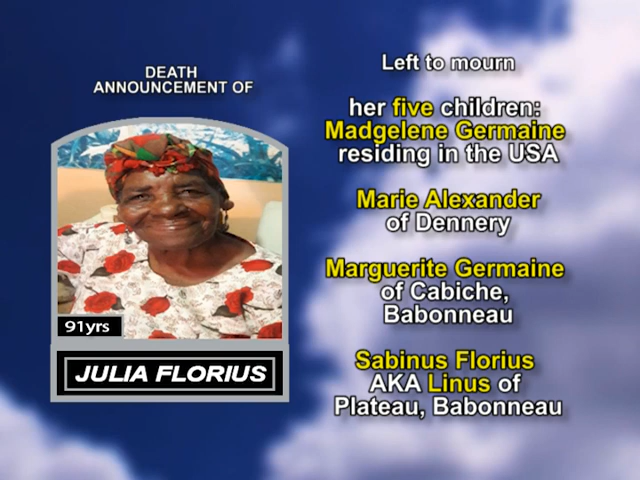 DEATH
ANNOUNCEMENT OF
91yrs
JULIA FLORIUS
Left to mourn
her five children:
Madgelene Germaine
residing in the USA
Marie Alexander
of Dennery
Marguerite Germaine
of Cabiche,
Babonneau
Sabinus Florius
AKA Linus of
Plateau, Babonneau